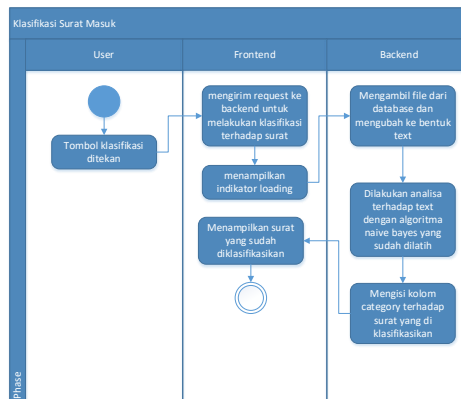 Klasifikasi Surat Masuk
User
Frontend
Backend
Tombol klasifikasi
ditekan
mengirim request ke
backend untuk
melakukan klasifikasi
terhadap surat
menampilkan
indikator loading
Mengambil file dari
database dan
mengubah ke bentuk
text
Dilakukan analisa
terhadap text
dengan algoritma
naive bayes yang
sudah dilatih
Mengisi kolom
category terhadap
surat yang di
klasifikasikan
Menampilkan surat
yang sudah
diklasifikasikan
Phase